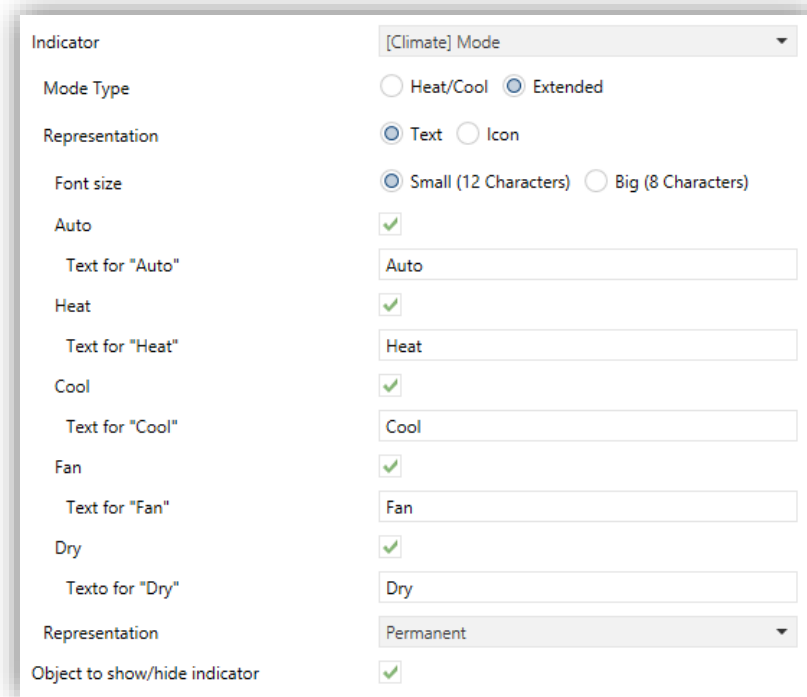 Indicator [Climate] Mode
Mode Type Heat/Cool Extended
Representation Text Icon
Font size Small (12 Characters) Big (8 Characters)
Auto
Text for "Auto" Auto
Heat
Text for "Heat" Heat
Cool
Text for "Cool" Cool
Fan
Text for "Fan" Fan
Dry
Texto for "Dry" Dry
Representation Permanent
Object to show/hide indicator